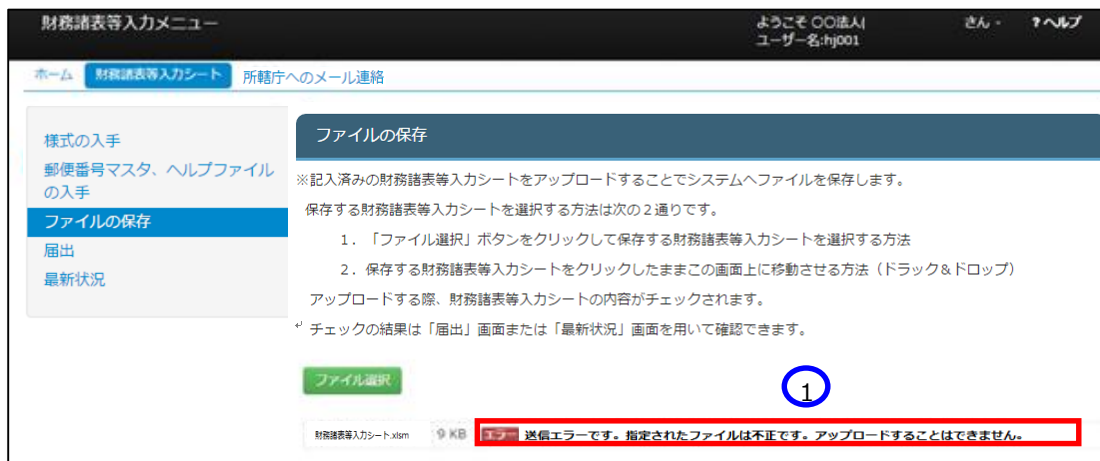 財務諸表等入力メニュー
ようこそ 〇〇法人( さん -
ユーザー名:hj001
?ヘルプ
ホーム 財務諸表等入力シート 所轄庁へのメール連絡
様式の入手
郵便番号マスタ、ヘルプファイル
の入手
ファイルの保存
届出
最新状況
ファイルの保存
※記入済みの財務諸表等入力シートをアップロードすることでシステムへファイルを保存します。
保存する財務諸表等入力シートを選択する方法は次の２通りです。
１．「ファイル選択」ボタンをクリックして保存する財務諸表等入力シートを選択する方法
２．保存する財務諸表等入力シートをクリックしたままこの画面上に移動させる方法（ドラック＆ドロップ）
アップロードする際、財務諸表等入力シートの内容がチェックされます。
チェックの結果は「届出」画面または「最新状況」画面を用いて確認できます。
ファイル選択
1
財務諸表等入力シート.xlsm 9 KB エラー 送信エラーです。指定されたファイルは不正です。アップロードすることはできません。